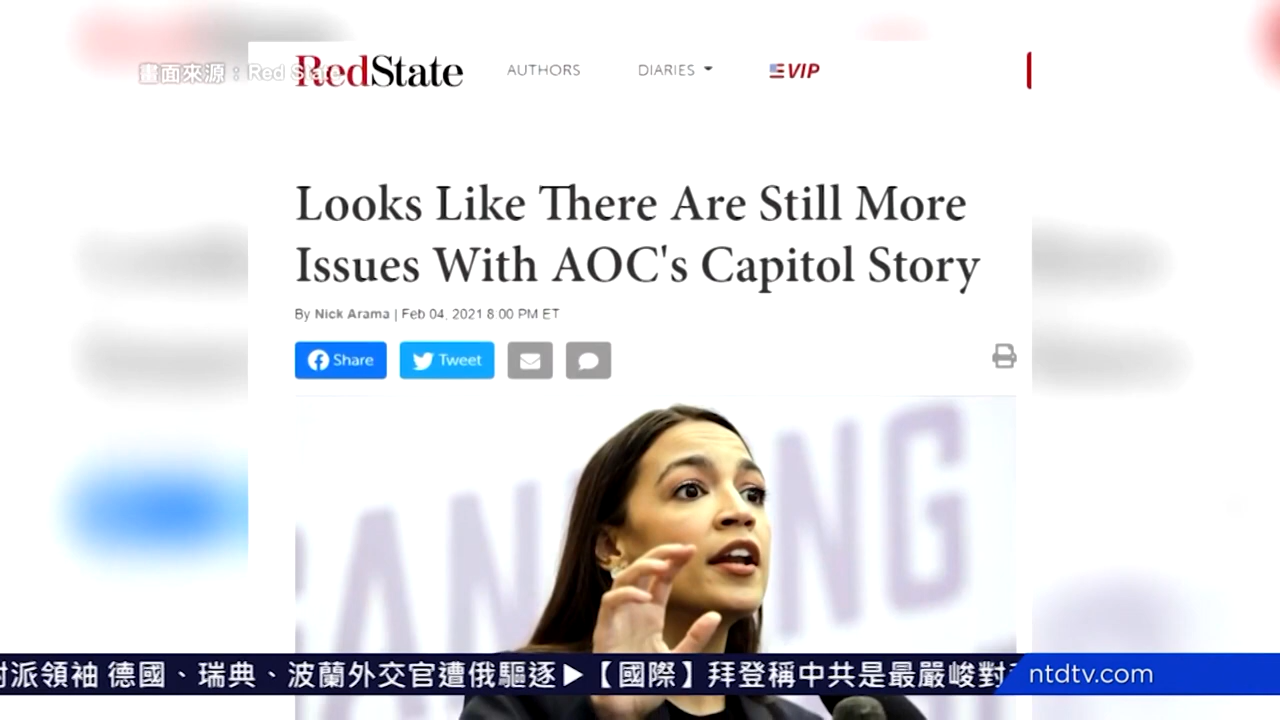 畫面來源：Red State
RedState
AUTHORS
DIARIES
VIP
Looks Like There Are Still More
Issues With AOC's Capitol Story
By Nick Arama | Feb 04, 2021 8:00 PM ET
Share
Tweet
ANG NG
派領袖 德國、瑞典、波蘭外交官遭俄驅逐▶【國際】拜登稱中共是最嚴峻對
ntdtv.com